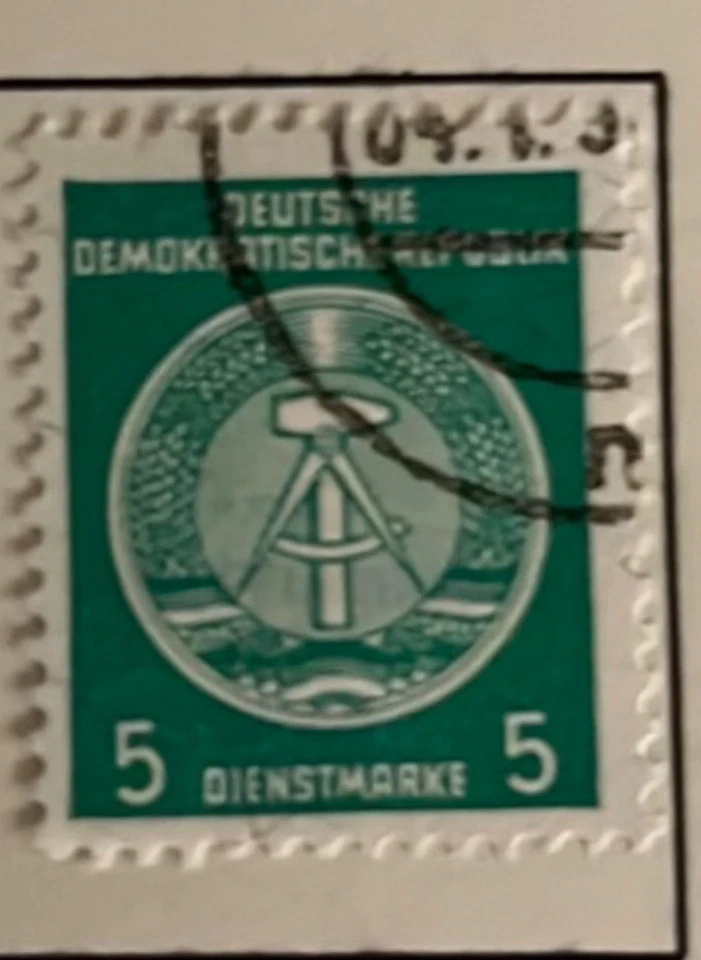 DEUTSCHE
DEMOKRATISCHE REPUBLIK
5 DIENSTMARKE 5